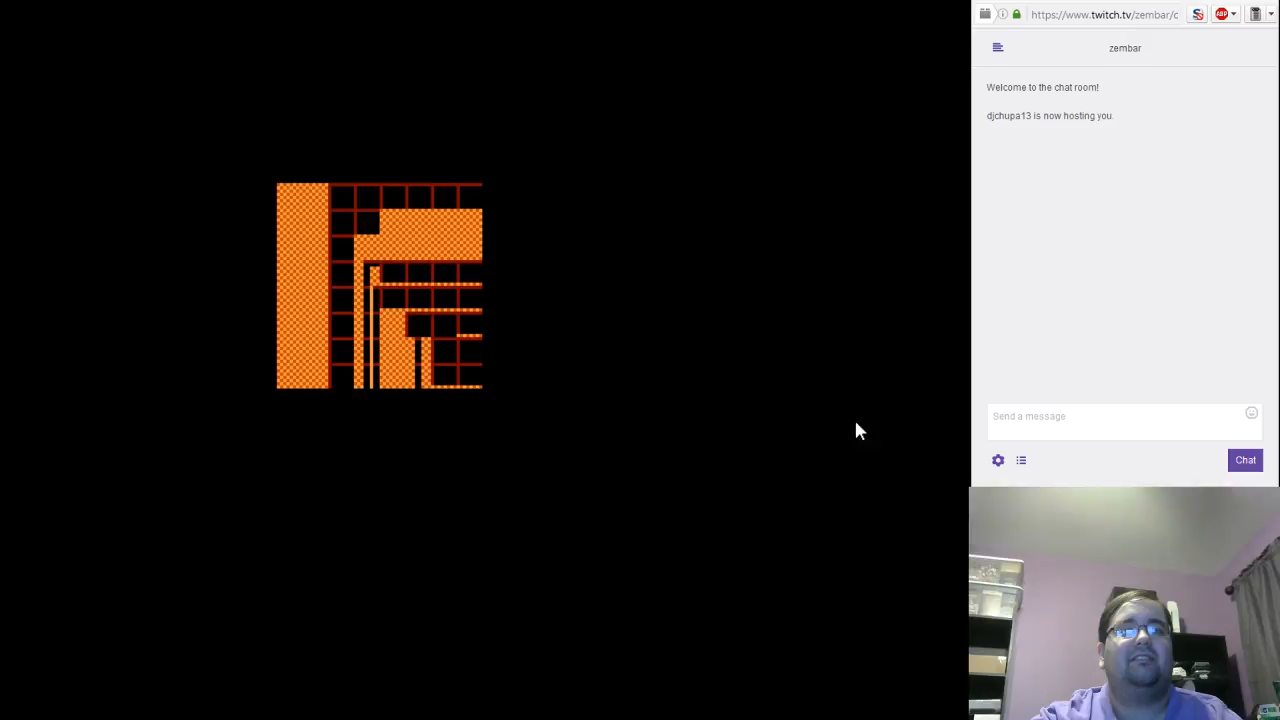 https://www.twitch.tv/zembar/c
zembar
Welcome to the chat room!
djchupa13 is now hosting you.
Send a message
Chat
ABP